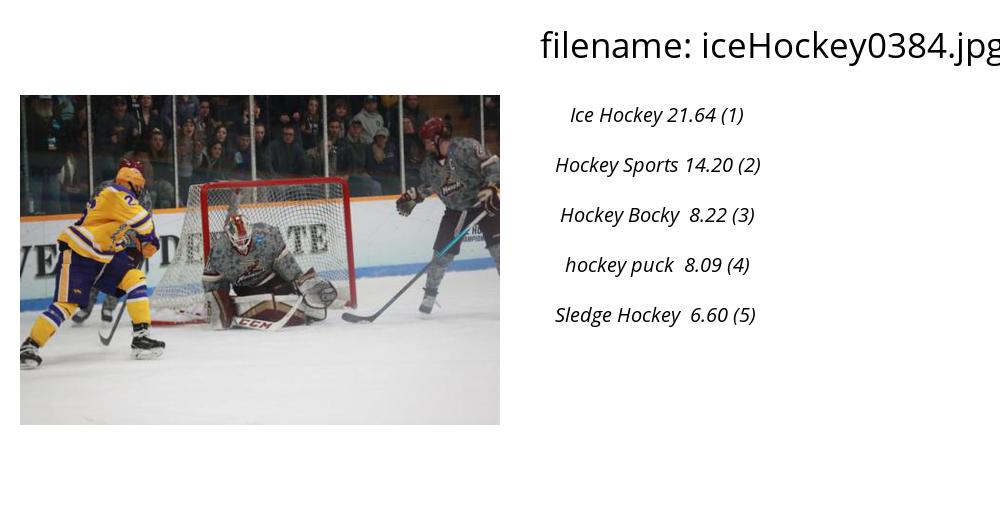 filename: iceHockey0384.jpg
Ice Hockey 21.64 (1)
Hockey Sports 14.20 (2)
Hockey Bocky 8.22 (3)
hockey puck 8.09 (4)
Sledge Hockey 6.60 (5)
CCM